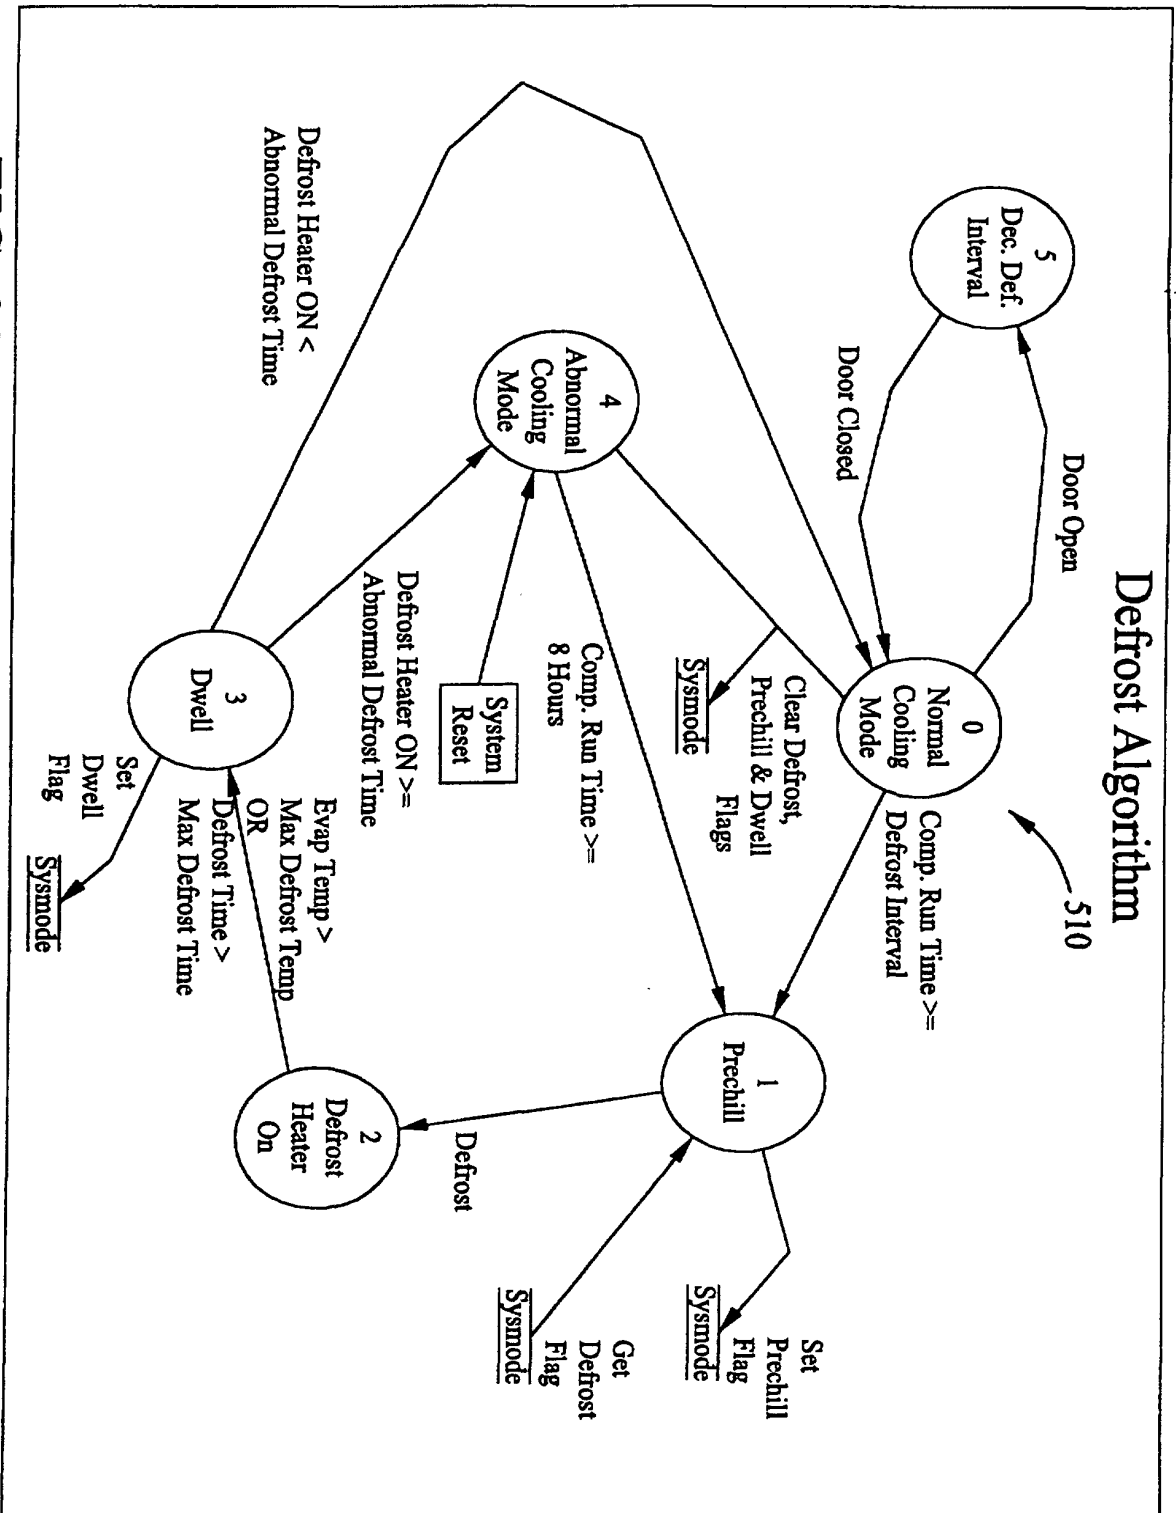 Defrost Algorithm
510
Door Open
5
Dec. Def.
Interval
Door Closed
0
Normal
Cooling
Mode
Comp. Run Time >=
Defrost Interval
Clear Defrost,
Prechill & Dwell
Flags
Sysmode
1
Prechill
Set
Prechill
Flag
Sysmode
4
Abnormal
Cooling
Mode
Comp. Run Time >=
8 Hours
Get
Defrost
Flag
Sysmode
System
Reset
Defrost
Defrost Heater ON >=
Abnormal Defrost Time
2
Defrost
Heater
On
Defrost Heater ON <
Abnormal Defrost Time
Evap Temp >
Max Defrost Temp
OR
Defrost Time >
Max Defrost Time
3
Dwell
Set
Dwell
Flag
Sysmode